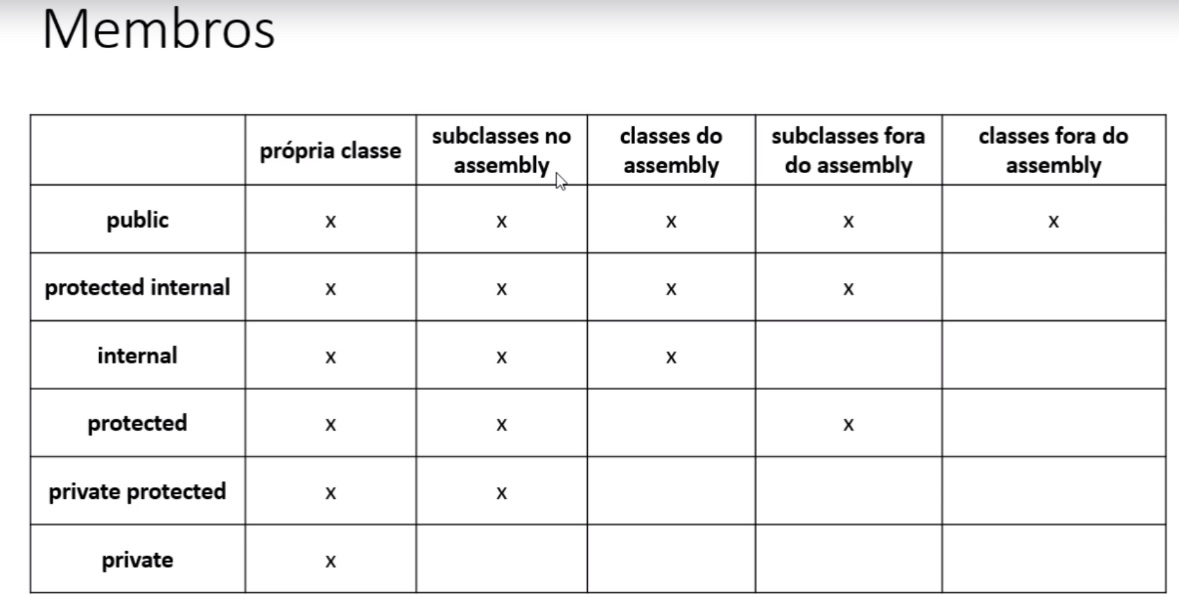 Membros
própria classe
subclasses no
assembly
classes do
assembly
subclasses fora
do assembly
classes fora do
assembly
public x x x x x
protected internal x x x x
internal x x x
protected x x x
private protected x x
private x